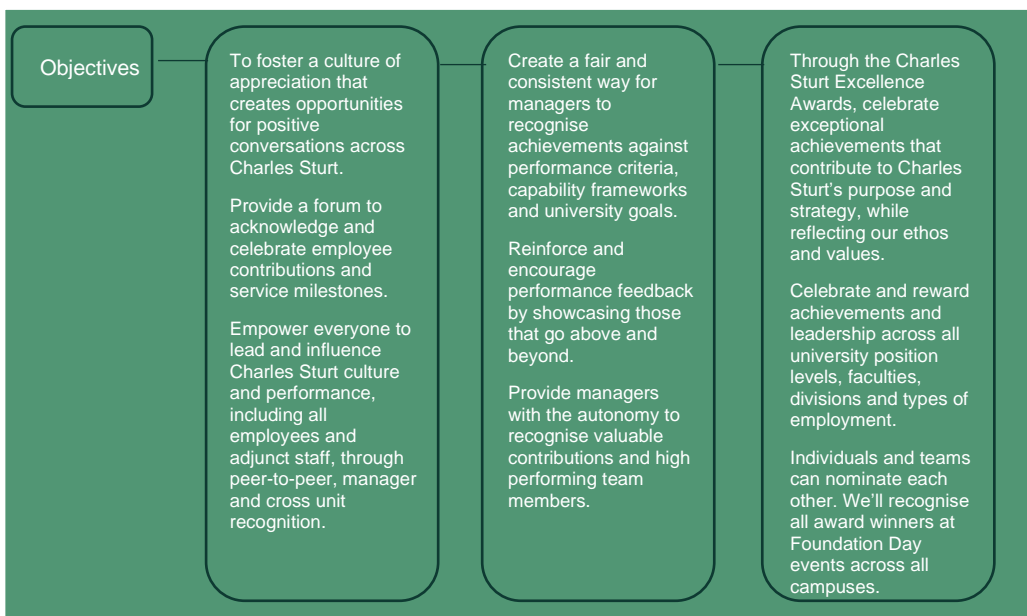 Objectives
To foster a culture of
appreciation that
creates opportunities
for positive
conversations across
Charles Sturt.
Provide a forum to
acknowledge and
celebrate employee
contributions and
service milestones.
Empower everyone to
lead and influence
Charles Sturt culture
and performance,
including all
employees and
adjunct staff, through
peer-to-peer, manager
and cross unit
recognition.
Create a fair and
consistent way for
managers to
recognise
achievements against
performance criteria,
capability frameworks
and university goals.
Reinforce and
encourage
performance feedback
by showcasing those
that go above and
beyond.
Provide managers
with the autonomy to
recognise valuable
contributions and high
performing team
members.
Through the Charles
Sturt Excellence
Awards, celebrate
exceptional
achievements that
contribute to Charles
Sturt’s purpose and
strategy, while
reflecting our ethos
and values.
Celebrate and reward
achievements and
leadership across all
university position
levels, faculties,
divisions and types of
employment.
Individuals and teams
can nominate each
other. We’ll recognise
all award winners at
Foundation Day
events across all
campuses.